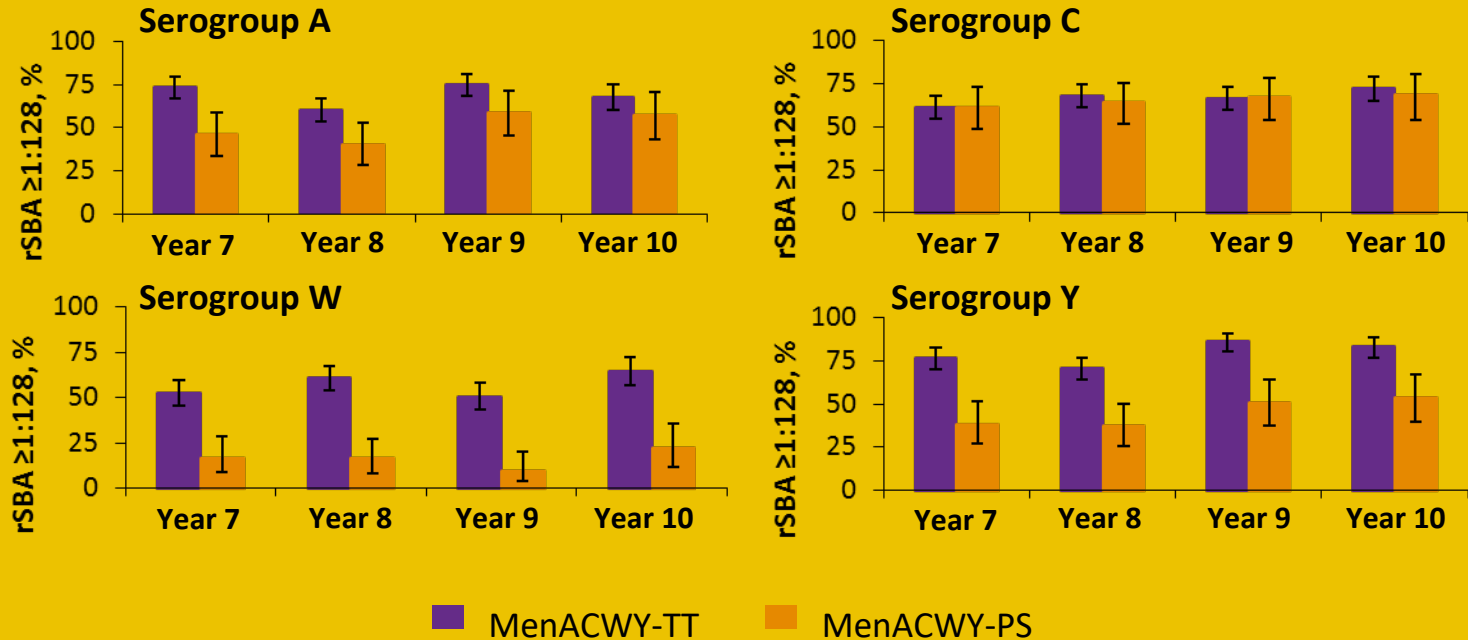 Serogroup A
rSBA ≥1:128, %
100
75
50
25
0
Year 7 Year 8 Year 9 Year 10
Serogroup C
rSBA ≥1:128, %
100
75
50
25
0
Year 7 Year 8 Year 9 Year 10
Serogroup W
rSBA ≥1:128, %
100
75
50
25
0
Year 7 Year 8 Year 9 Year 10
Serogroup Y
rSBA ≥1:128, %
100
75
50
25
0
Year 7 Year 8 Year 9 Year 10
MenACWY-TT MenACWY-PS